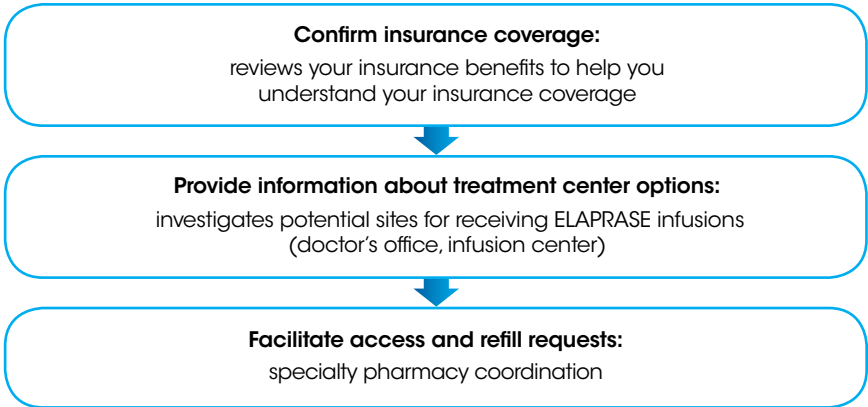 Confirm insurance coverage:
reviews your insurance benefits to help you
understand your insurance coverage
Provide information about treatment center options:
investigates potential sites for receiving ELAPRASE infusions
(doctor’s office, infusion center)
Facilitate access and refill requests:
specialty pharmacy coordination